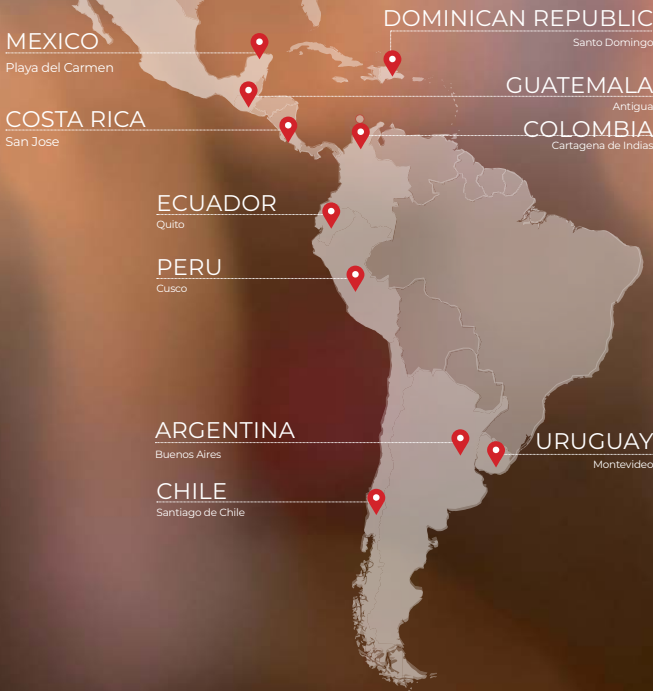 DOMINICAN REPUBLIC
Santo Domingo
MEXICO
Playa del Carmen
GUATEMALA
Antigua
COSTA RICA
San Jose
COLOMBIA
Cartagena de Indias
ECUADOR
Quito
PERU
Cusco
ARGENTINA
Buenos Aires
URUGUAY
Montevideo
CHILE
Santiago de Chile